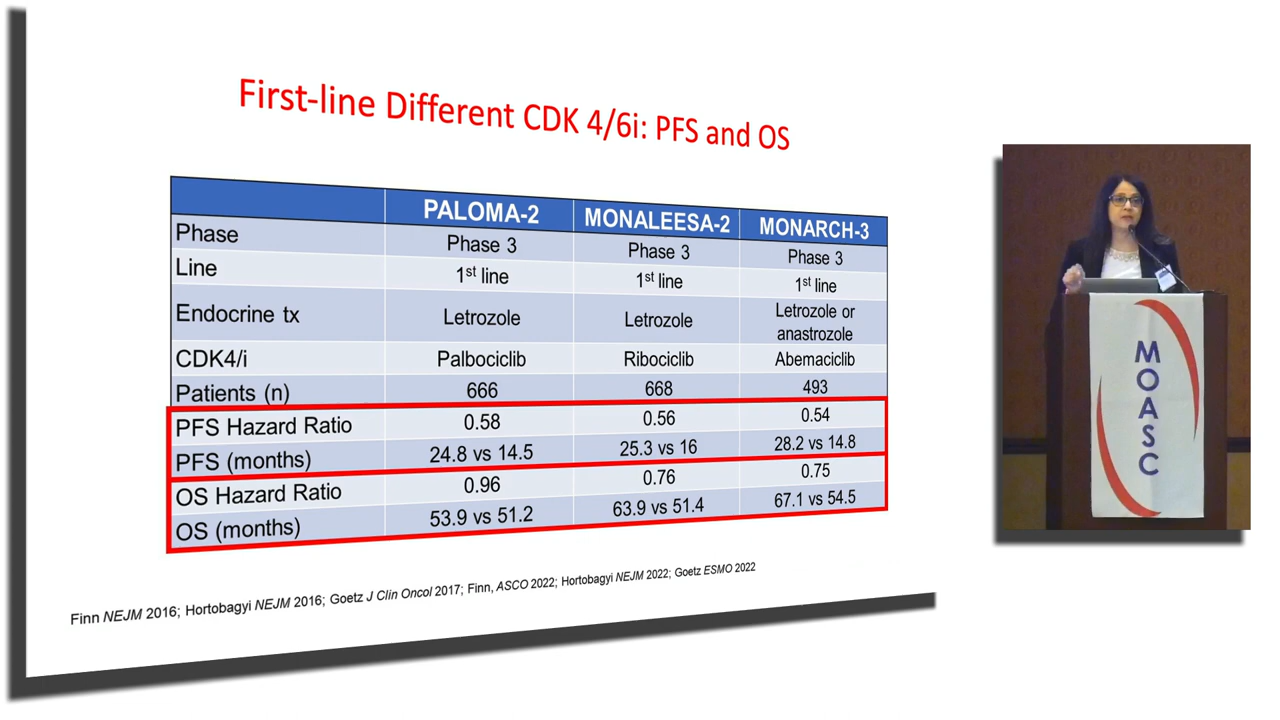 First-line Different CDK 4/6i: PFS and OS
PALOMA-2 MONALEESA-2 MONARCH-3
Phase Phase 3 Phase 3 Phase 3
Line 1st line 1st line 1st line
Endocrine tx Letrozole Letrozole Letrozole or
anastrozole
CDK4/i Palbociclib Ribociclib Abemaciclib
Patients (n) 666 668 493
PFS Hazard Ratio 0.58 0.56 0.54
PFS (months) 24.8 vs 14.5 25.3 vs 16 28.2 vs 14.8
OS Hazard Ratio 0.96 0.76 0.75
OS (months) 53.9 vs 51.2 63.9 vs 51.4 67.1 vs 54.5
Finn NEJM 2016; Hortobagyi NEJM 2016; Goetz J Clin Oncol 2017; Finn, ASCO 2022; Hortobagyi NEJM 2022; Goetz ESMO 2022
MOASC